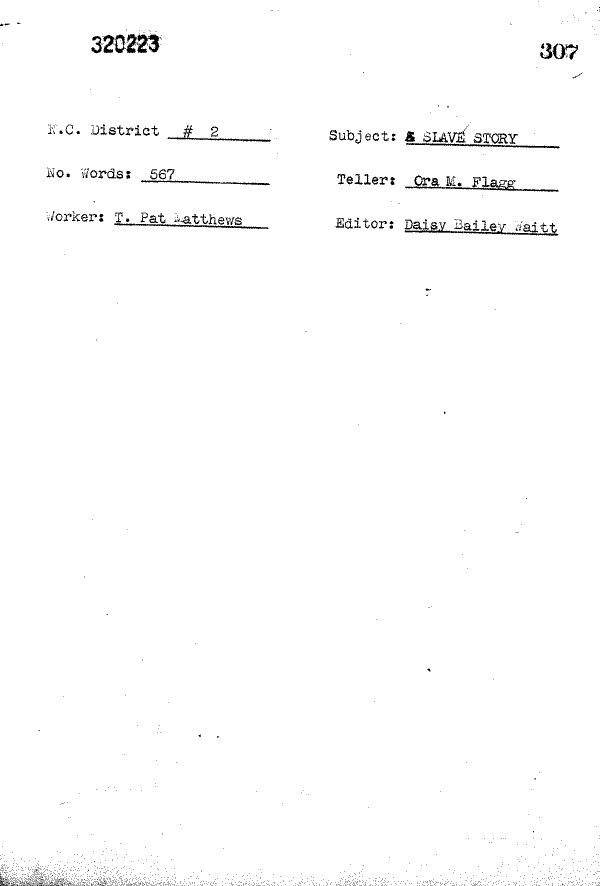 320223
307
N.C. District # 2
Subject: A SLAVE STORY
No. Words: 567
Teller: Ora M. Flagg
Worker: T. Pat Matthews
Editor: Daisy Bailey Waitt